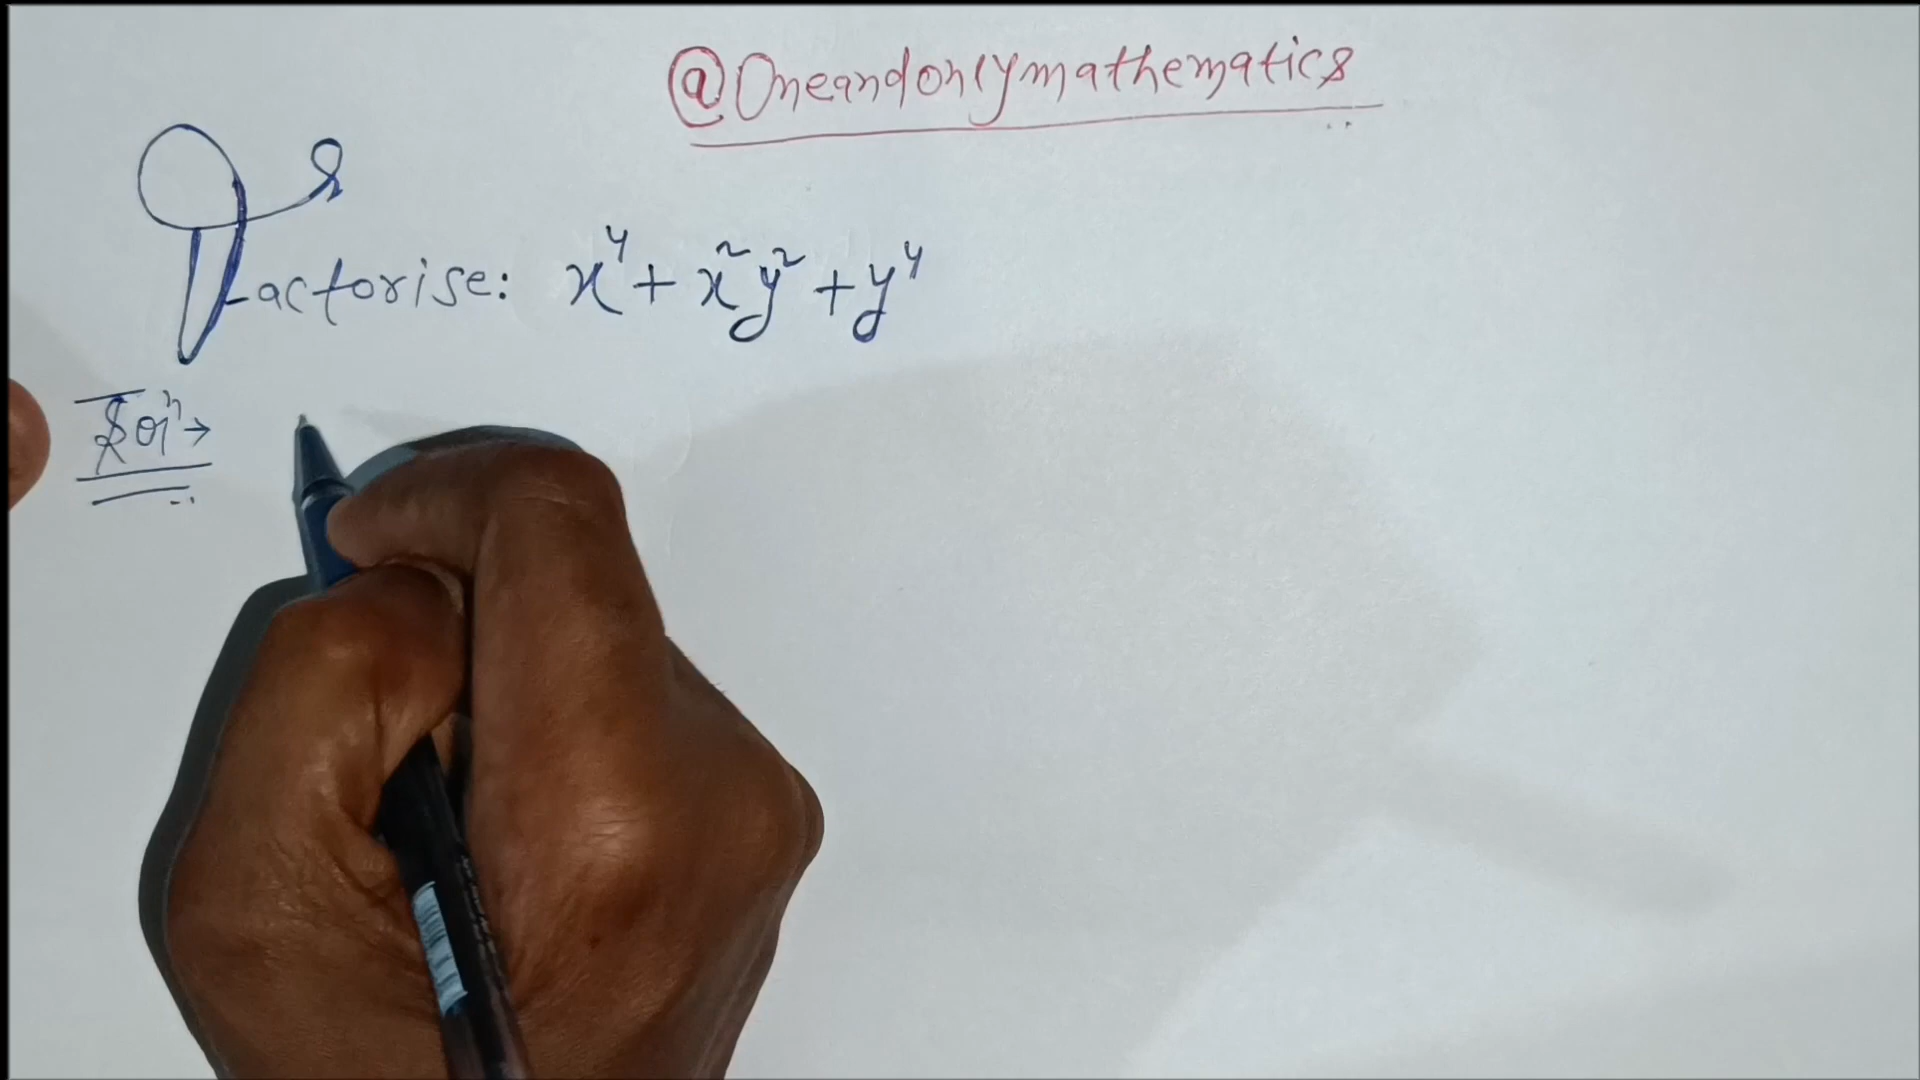 @Oneandonlymathematics
Factorise: x⁴ + x²y² + y⁴
Solⁿ→